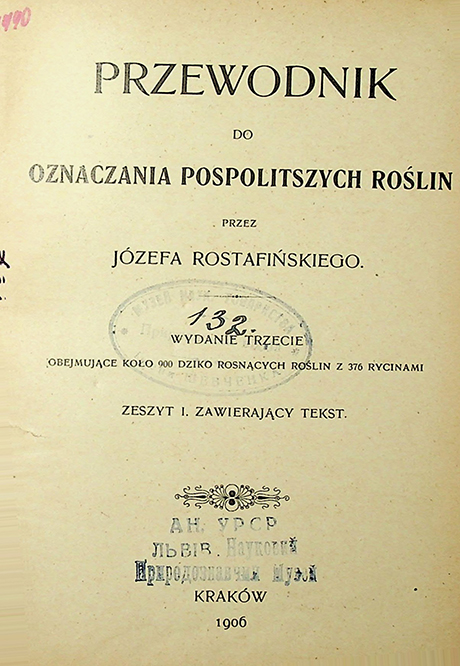 990
PRZEWODNIK
DO
OZNACZANIA POSPOLITSZYCH ROŚLIN
PRZEZ
JÓZEFA ROSTAFIŃSKIEGO.
132.
WYDANIE TRZECIE
OBEJMUJĄCE KOŁO 900 DZIKO ROSNĄCYCH ROŚLIN Z 376 RYCINAMI
ZESZYT I. ZAWIERAJĄCY TEKST.
АН. УРСР
ЛЬВІВ. Науковий
Природознавчий Музей
KRAKÓW
1906